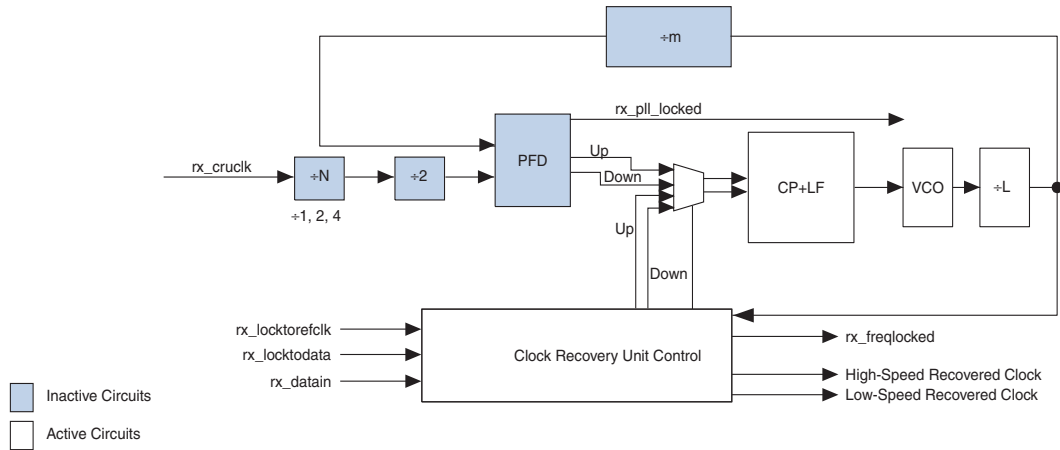 ÷m
rx_pll_locked
Up
PFD
rx_cruclk
÷N
÷2
Down
CP+LF
VCO
÷L
÷1, 2, 4
Up
Down
rx_locktorefclk
rx_locktodata
rx_datain
Clock Recovery Unit Control
rx_freqlocked
High-Speed Recovered Clock
Low-Speed Recovered Clock
Inactive Circuits
Active Circuits